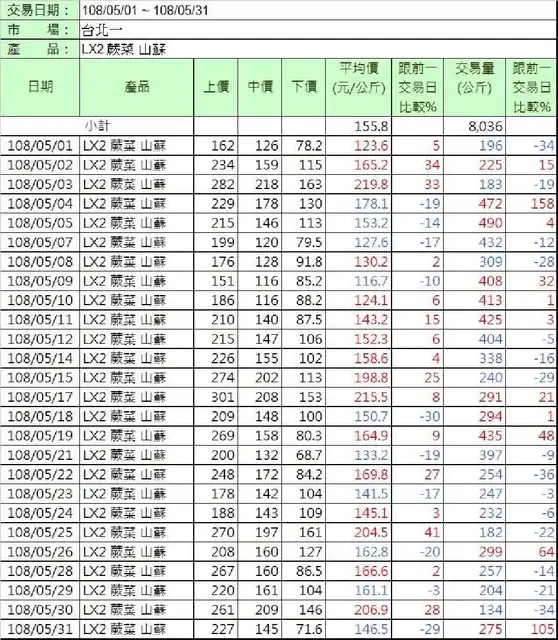 交易日期： 108/05/01 ~ 108/05/31
市 場： 台北一
產 品： LX2 蕨菜 山蘇
日期 產品 上價 中價 下價 平均價 (元/公斤) 跟前一交易日比較% 交易量 (公斤) 跟前一交易日比較%
小計 155.8 8,036
108/05/01 LX2 蕨菜 山蘇 162 126 78.2 123.6 5 196 -34
108/05/02 LX2 蕨菜 山蘇 234 159 115 165.2 34 225 15
108/05/03 LX2 蕨菜 山蘇 282 218 163 219.8 33 183 -19
108/05/04 LX2 蕨菜 山蘇 229 178 130 178.1 -19 472 158
108/05/05 LX2 蕨菜 山蘇 215 146 113 153.2 -14 490 4
108/05/07 LX2 蕨菜 山蘇 199 120 79.5 127.6 -17 432 -12
108/05/08 LX2 蕨菜 山蘇 176 128 91.8 130.2 2 309 -28
108/05/09 LX2 蕨菜 山蘇 151 116 85.2 116.7 -10 408 32
108/05/10 LX2 蕨菜 山蘇 186 116 88.2 124.1 6 413 1
108/05/11 LX2 蕨菜 山蘇 210 140 87.5 143.2 15 425 3
108/05/12 LX2 蕨菜 山蘇 215 147 106 152.3 6 404 -5
108/05/14 LX2 蕨菜 山蘇 226 155 102 158.6 4 338 -16
108/05/15 LX2 蕨菜 山蘇 274 202 113 198.8 25 240 -29
108/05/17 LX2 蕨菜 山蘇 301 208 153 215.5 8 291 21
108/05/18 LX2 蕨菜 山蘇 209 148 100 150.7 -30 294 1
108/05/19 LX2 蕨菜 山蘇 269 158 80.3 164.9 9 435 48
108/05/21 LX2 蕨菜 山蘇 200 132 68.7 133.2 -19 397 -9
108/05/22 LX2 蕨菜 山蘇 248 172 84.2 169.8 27 254 -36
108/05/23 LX2 蕨菜 山蘇 178 142 104 141.5 -17 247 -3
108/05/24 LX2 蕨菜 山蘇 188 143 109 145.1 3 232 -6
108/05/25 LX2 蕨菜 山蘇 270 197 161 204.5 41 182 -22
108/05/26 LX2 蕨菜 山蘇 208 160 127 162.8 -20 299 64
108/05/28 LX2 蕨菜 山蘇 267 160 86.5 166.6 2 257 -14
108/05/29 LX2 蕨菜 山蘇 220 161 104 161.1 -3 204 -21
108/05/30 LX2 蕨菜 山蘇 261 209 146 206.9 28 134 -34
108/05/31 LX2 蕨菜 山蘇 227 145 71.6 146.5 -29 275 105